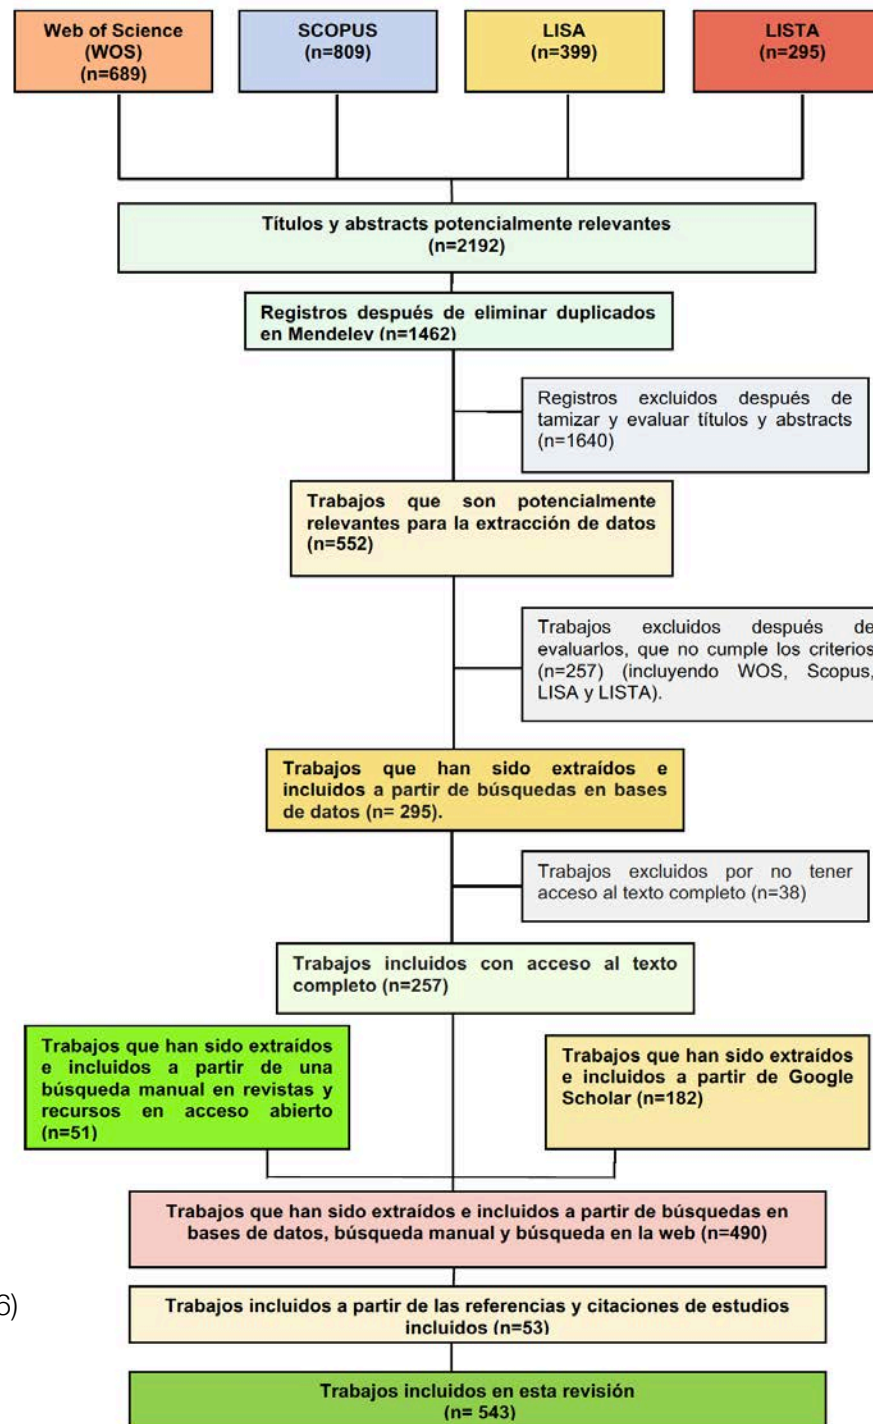 Web of Science
(WOS)
(n=689)
SCOPUS
(n=809)
LISA
(n=399)
LISTA
(n=295)
Títulos y abstracts potencialmente relevantes
(n=2192)
Registros después de eliminar duplicados
en Mendeley (n=1462)
Registros excluidos después de
tamizar y evaluar títulos y abstracts
(n=1640)
Trabajos que son potencialmente
relevantes para la extracción de datos
(n=552)
Trabajos excluidos después de
evaluarlos, que no cumple los criterios
(n=257) (incluyendo WOS, Scopus,
LISA y LISTA).
Trabajos que han sido extraídos e
incluidos a partir de búsquedas en bases
de datos (n= 295).
Trabajos excluidos por no tener
acceso al texto completo (n=38)
Trabajos incluidos con acceso al texto
completo (n=257)
Trabajos que han sido extraídos
e incluidos a partir de una
búsqueda manual en revistas y
recursos en acceso abierto
(n=51)
Trabajos que han sido extraídos
e incluidos a partir de Google
Scholar (n=182)
Trabajos que han sido extraídos e incluidos a partir de búsquedas en
bases de datos, búsqueda manual y búsqueda en la web (n=490)
6)
Trabajos incluidos a partir de las referencias y citaciones de estudios
incluidos (n=53)
Trabajos incluidos en esta revisión
(n= 543)